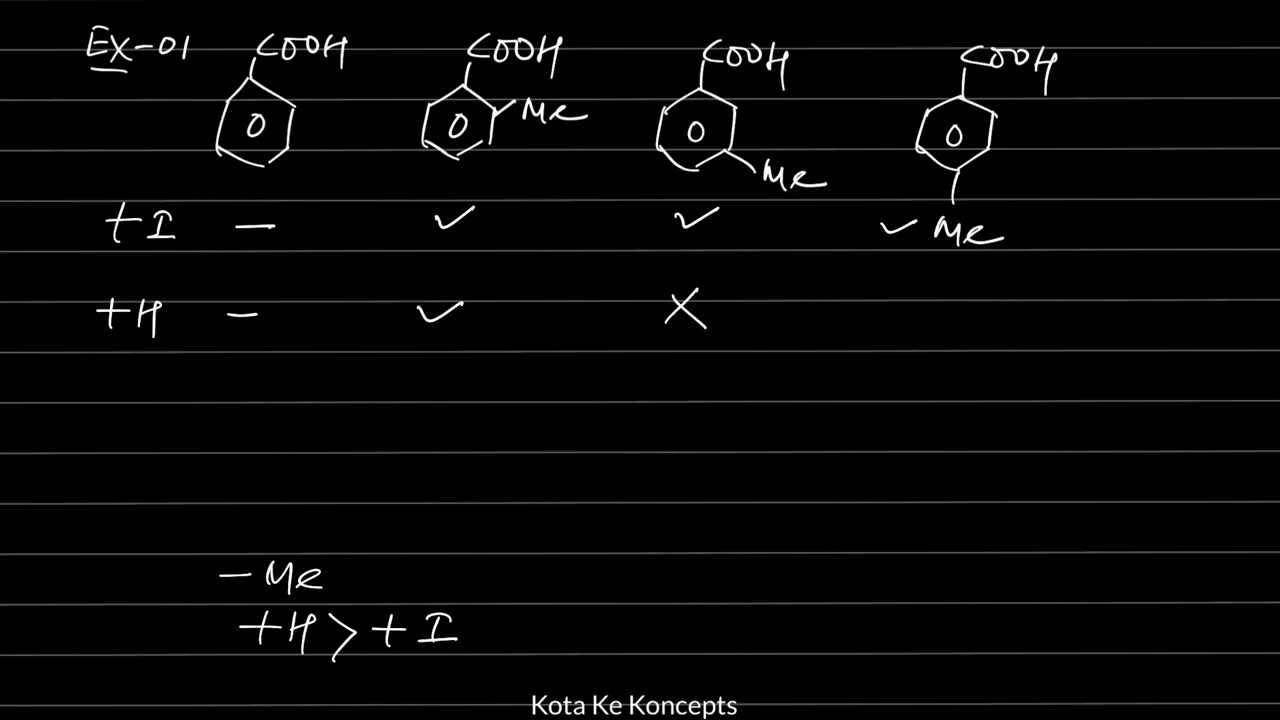 Ex-01 COOH COOH COOH COOH
Me
Me
+I — ✓ ✓ ✓ Me
+H — ✓ ✗
— Me
+H > + I
Kota Ke Koncepts